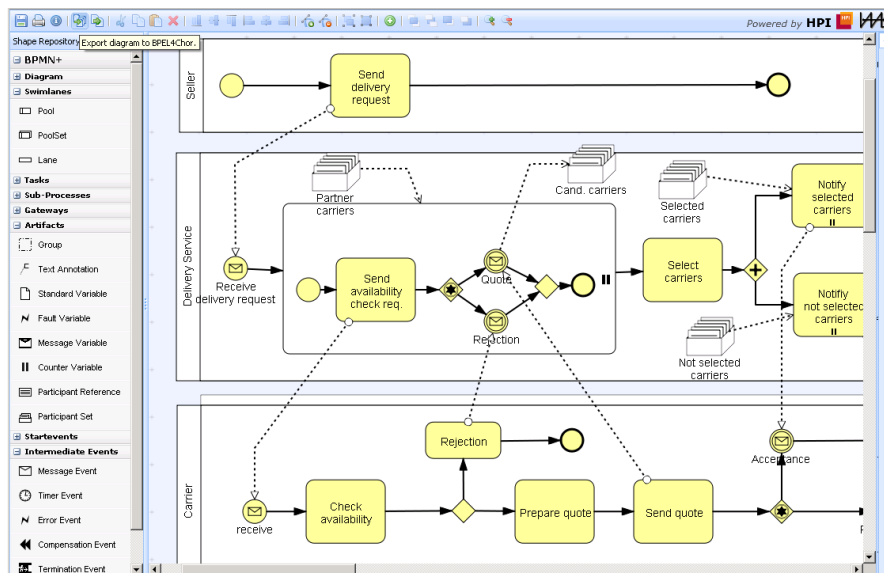 Powered by HPI
Shape Repository
Export diagram to BPEL4Chor.
BPMN+
Diagram
Swimlanes
Pool
PoolSet
Lane
Tasks
Sub-Processes
Gateways
Artifacts
Group
Text Annotation
Standard Variable
Fault Variable
Message Variable
Counter Variable
Participant Reference
Participant Set
Startevents
Intermediate Events
Message Event
Timer Event
Error Event
Compensation Event
Termination Event
Seller
Send
delivery
request
Delivery Service
Partner
carriers
Cand. carriers
Selected
carriers
Notify
selected
carriers
Receive
delivery request
Send
availability
check req.
Quote
Rejection
Select
carriers
Notifiy
not selected
carriers
Not selected
carriers
Carrier
Rejection
Acceptance
receive
Check
availability
Prepare quote
Send quote